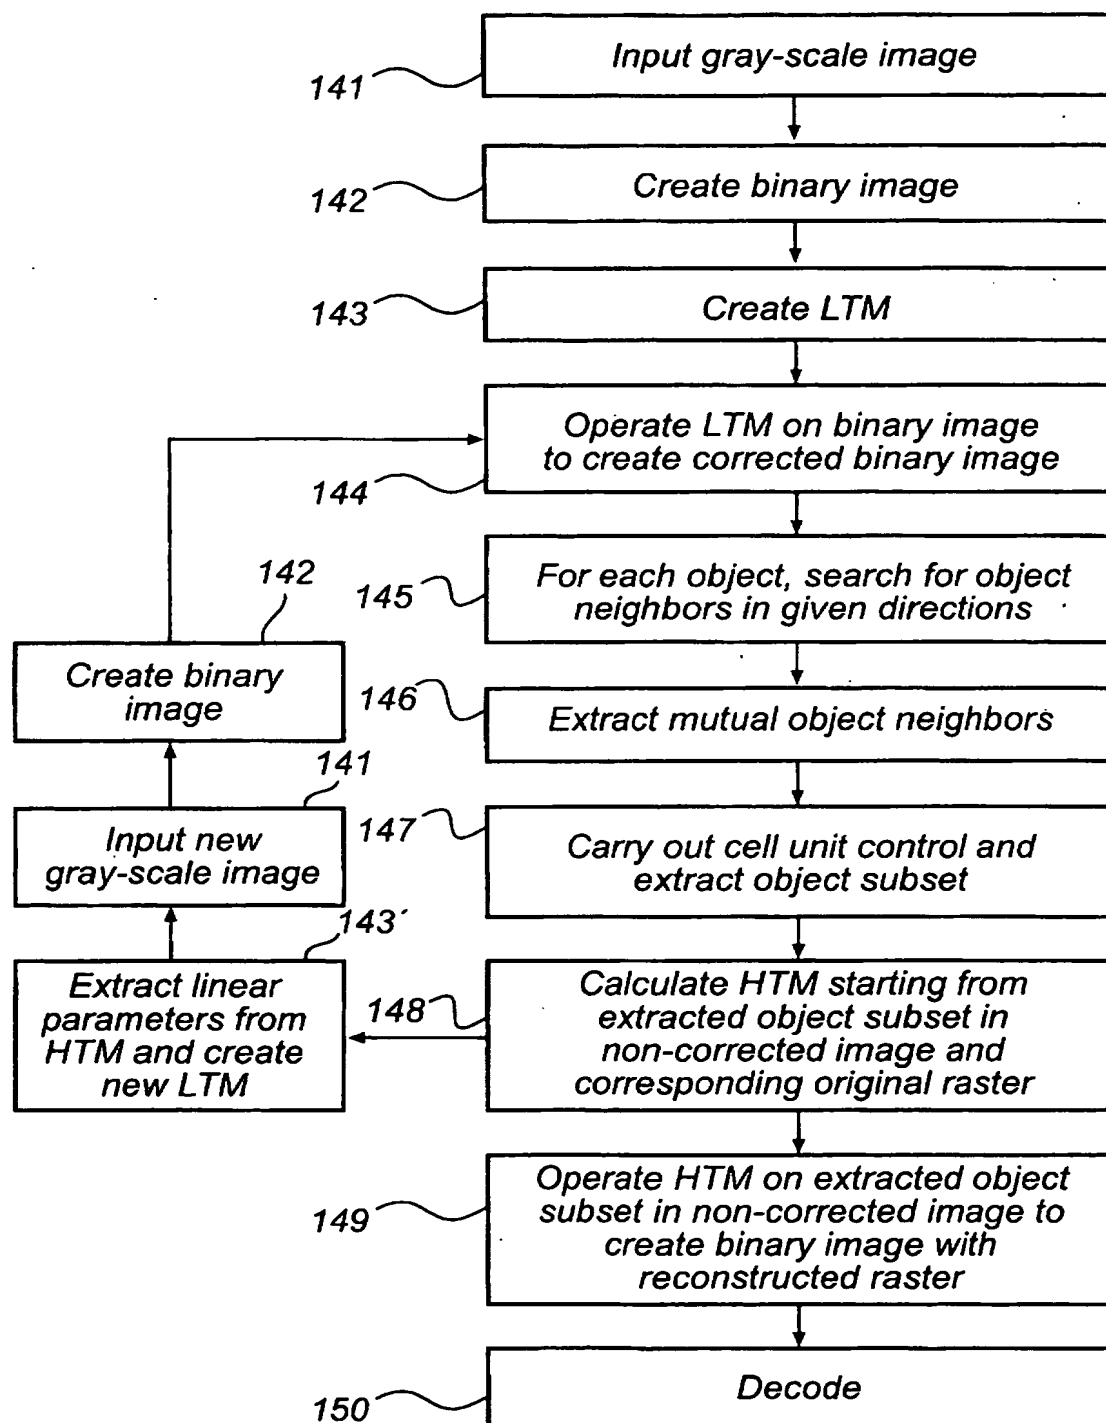 Input gray-scale image
141
Create binary image
142
Create LTM
143
Operate LTM on binary image
to create corrected binary image
144
For each object, search for object
neighbors in given directions
145
Extract mutual object neighbors
146
Carry out cell unit control and
extract object subset
147
Calculate HTM starting from
extracted object subset in
non-corrected image and
corresponding original raster
148
Extract linear
parameters from
HTM and create
new LTM
143´
Input new
gray-scale image
141
Create binary
image
142
Operate HTM on extracted object
subset in non-corrected image to
create binary image with
reconstructed raster
149
Decode
150